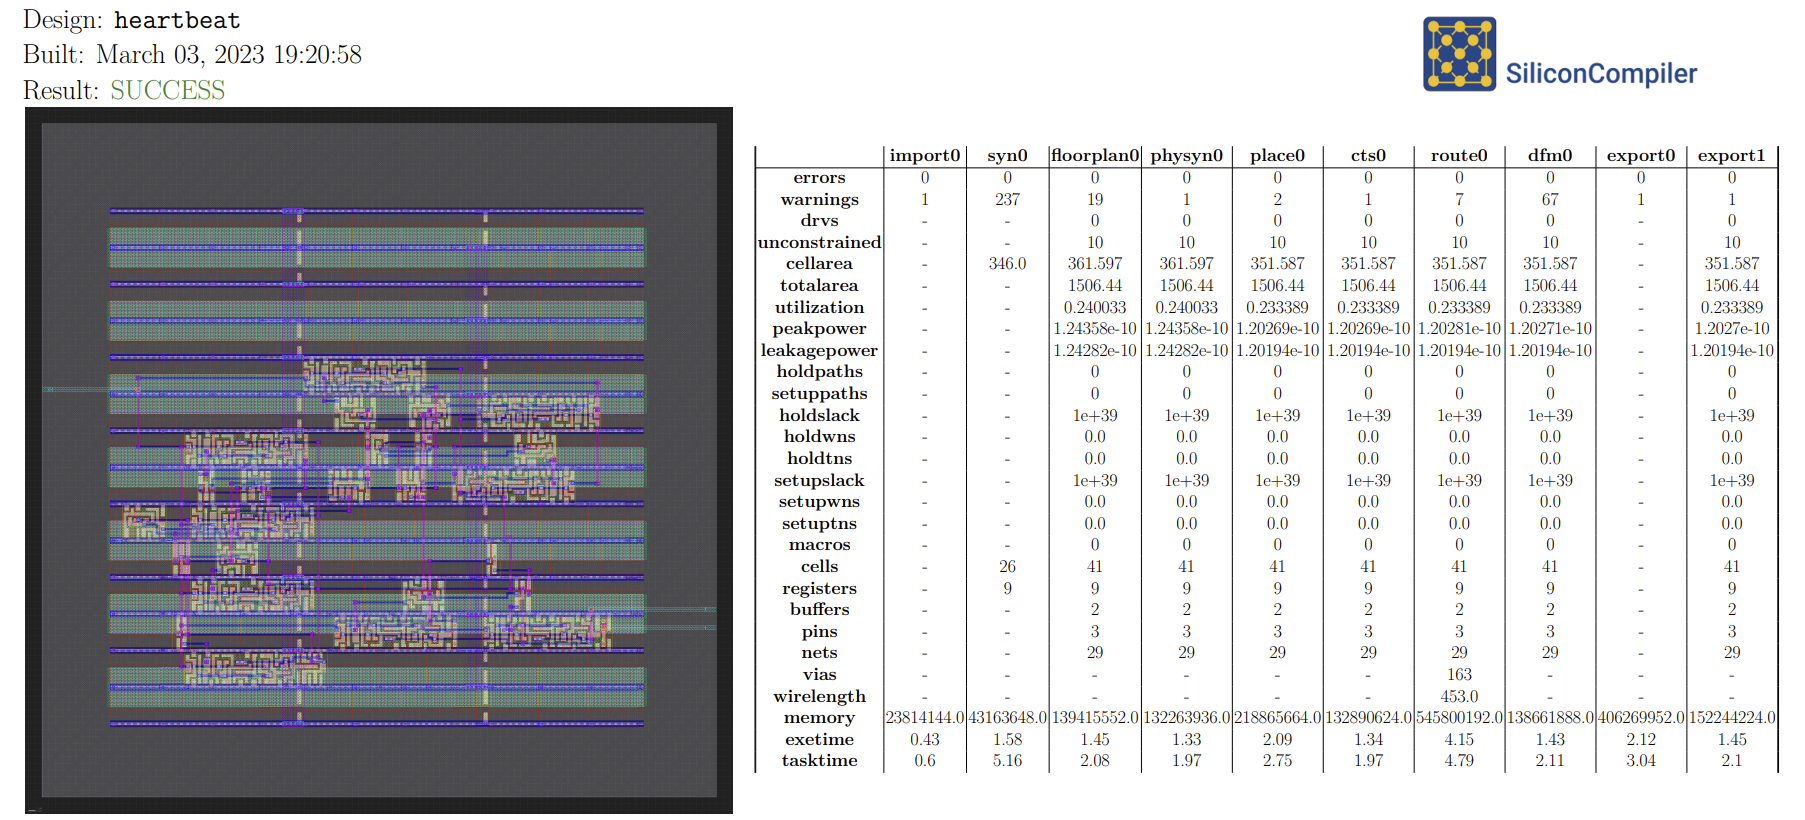 Design: heartbeat
Built: March 03, 2023 19:20:58
Result: SUCCESS
SiliconCompiler
import0 syn0 floorplan0 physyn0 place0 cts0 route0 dfm0 export0 export1
errors 0 0 0 0 0 0 0 0 0 0
warnings 1 237 19 1 2 1 7 67 1 1
drvs - - 0 0 0 0 0 0 - 0
unconstrained - - 10 10 10 10 10 10 - 10
cellarea - 346.0 361.597 361.597 351.587 351.587 351.587 351.587 - 351.587
totalarea - - 1506.44 1506.44 1506.44 1506.44 1506.44 1506.44 - 1506.44
utilization - - 0.240033 0.240033 0.233389 0.233389 0.233389 0.233389 - 0.233389
peakpower - - 1.24358e-10 1.24358e-10 1.20269e-10 1.20269e-10 1.20281e-10 1.20271e-10 - 1.2027e-10
leakagepower - - 1.24282e-10 1.24282e-10 1.20194e-10 1.20194e-10 1.20194e-10 1.20194e-10 - 1.20194e-10
holdpaths - - 0 0 0 0 0 0 - 0
setuppaths - - 0 0 0 0 0 0 - 0
holdslack - - 1e+39 1e+39 1e+39 1e+39 1e+39 1e+39 - 1e+39
holdwns - - 0.0 0.0 0.0 0.0 0.0 0.0 - 0.0
holdtns - - 0.0 0.0 0.0 0.0 0.0 0.0 - 0.0
setupslack - - 1e+39 1e+39 1e+39 1e+39 1e+39 1e+39 - 1e+39
setupwns - - 0.0 0.0 0.0 0.0 0.0 0.0 - 0.0
setuptns - - 0.0 0.0 0.0 0.0 0.0 0.0 - 0.0
macros - - 0 0 0 0 0 0 - 0
cells - 26 41 41 41 41 41 41 - 41
registers - 9 9 9 9 9 9 9 - 9
buffers - - 2 2 2 2 2 2 - 2
pins - - 3 3 3 3 3 3 - 3
nets - - 29 29 29 29 29 29 - 29
vias - - - - - - 163 - - -
wirelength - - - - - - 453.0 - - -
memory 23814144.0 43163648.0 139415552.0 132263936.0 218865664.0 132890624.0 545800192.0 138661888.0 406269952.0 152244224.0
exetime 0.43 1.58 1.45 1.33 2.09 1.34 4.15 1.43 2.12 1.45
tasktime 0.6 5.16 2.08 1.97 2.75 1.97 4.79 2.11 3.04 2.1